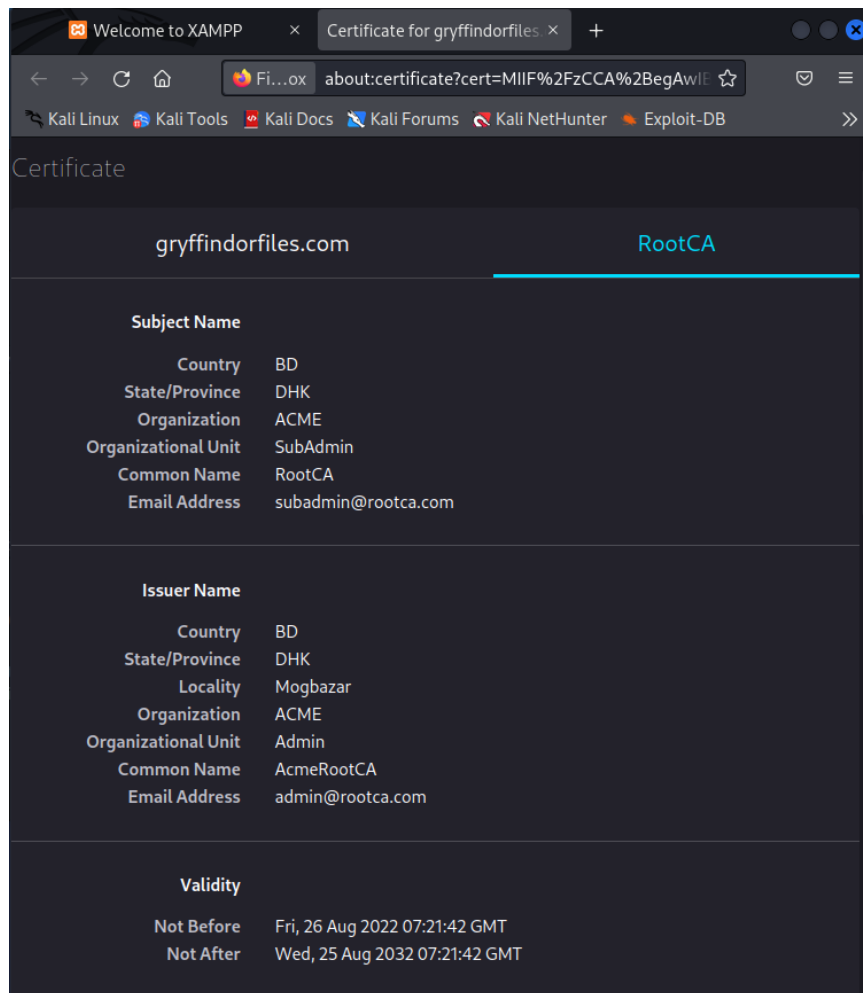 Welcome to XAMPP × Certificate for gryffindorfiles. × +
Fi...ox about:certificate?cert=MIIF%2FzCCA%2BegAwIE
Kali Linux Kali Tools Kali Docs Kali Forums Kali NetHunter Exploit-DB »
Certificate
gryffindorfiles.com RootCA
Subject Name
Country BD
State/Province DHK
Organization ACME
Organizational Unit SubAdmin
Common Name RootCA
Email Address subadmin@rootca.com
Issuer Name
Country BD
State/Province DHK
Locality Mogbazar
Organization ACME
Organizational Unit Admin
Common Name AcmeRootCA
Email Address admin@rootca.com
Validity
Not Before Fri, 26 Aug 2022 07:21:42 GMT
Not After Wed, 25 Aug 2032 07:21:42 GMT